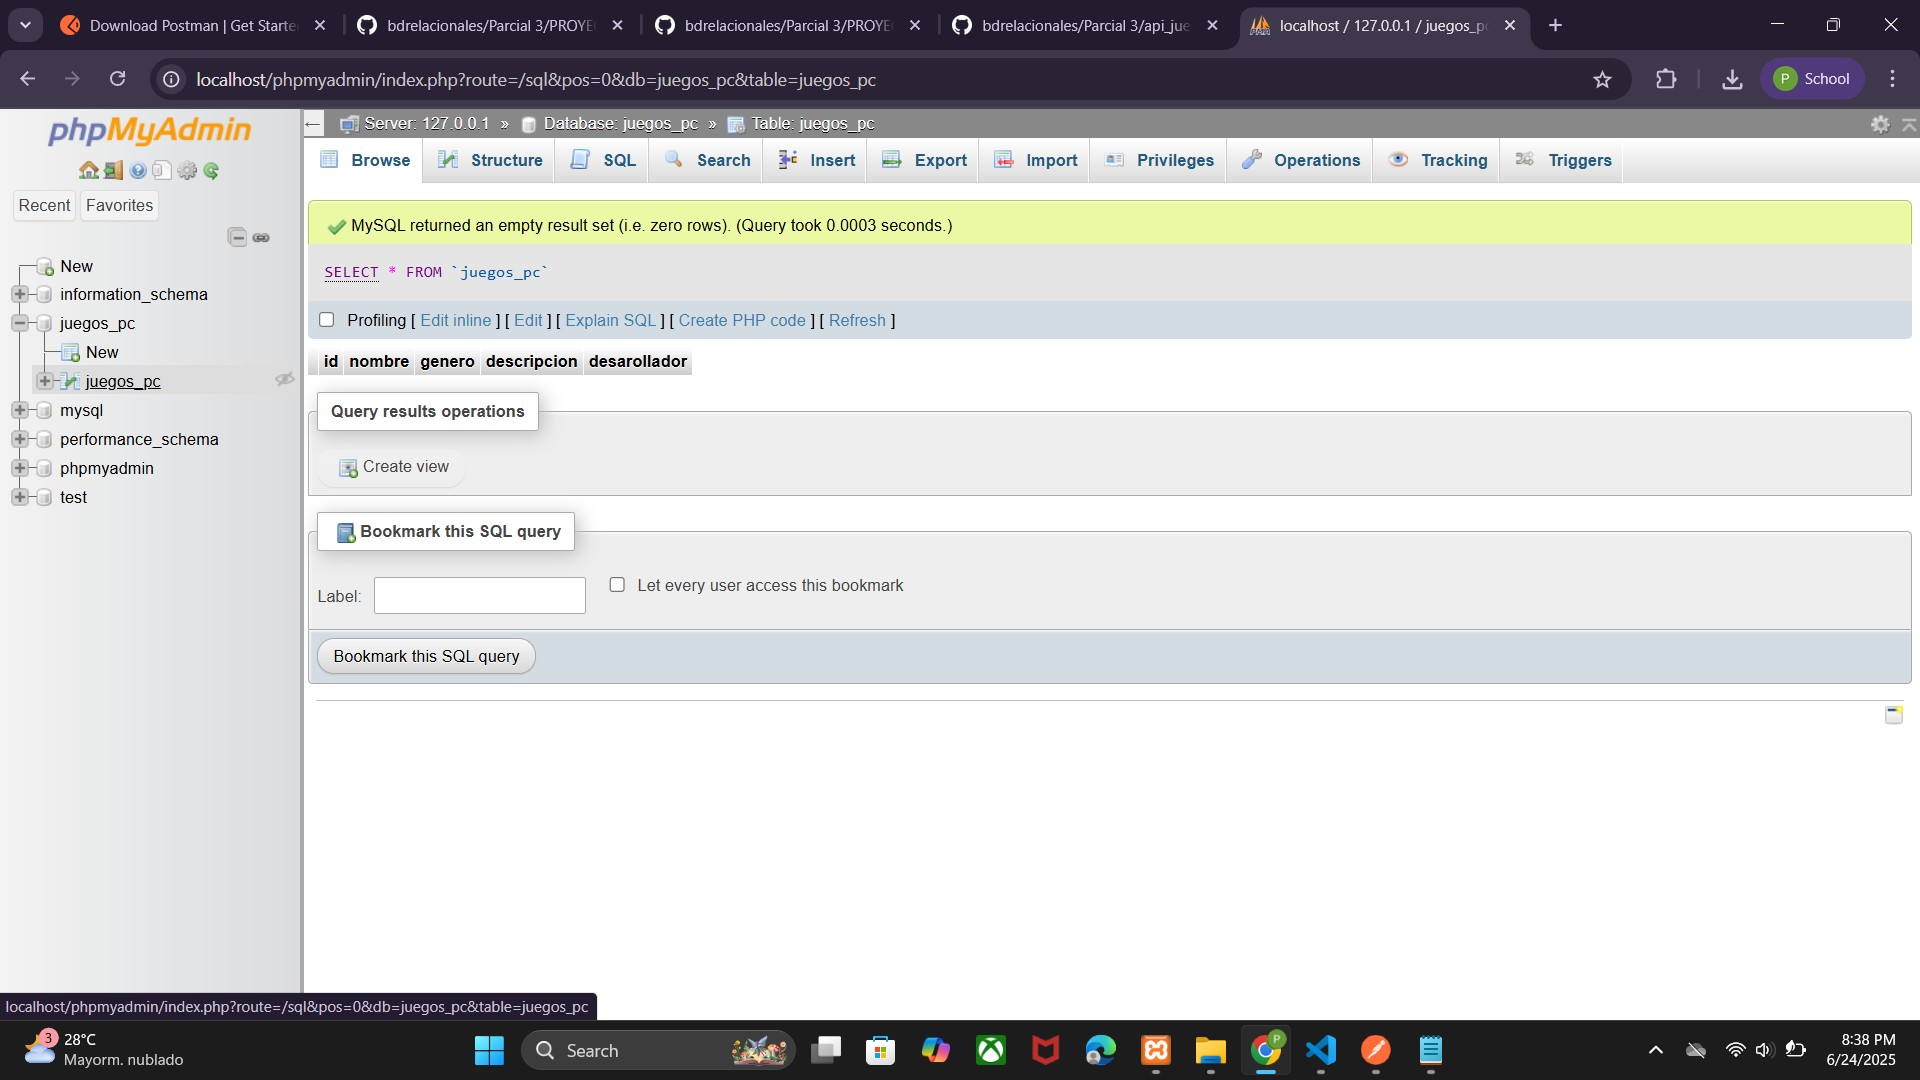 Download Postman | Get Starte
bdrelacionales/Parcial 3/PROYE
bdrelacionales/Parcial 3/PROYE
bdrelacionales/Parcial 3/api_jue
localhost / 127.0.0.1 / juegos_p
localhost/phpmyadmin/index.php?route=/sql&pos=0&db=juegos_pc&table=juegos_pc
P School
phpMyAdmin
Recent Favorites
New
information_schema
juegos_pc
New
juegos_pc
mysql
performance_schema
phpmyadmin
test
Server: 127.0.0.1 » Database: juegos_pc » Table: juegos_pc
Browse Structure SQL Search Insert Export Import Privileges Operations Tracking Triggers
MySQL returned an empty result set (i.e. zero rows). (Query took 0.0003 seconds.)
SELECT * FROM `juegos_pc`
Profiling [ Edit inline ] [ Edit ] [ Explain SQL ] [ Create PHP code ] [ Refresh ]
id nombre genero descripcion desarollador
Query results operations
Create view
Bookmark this SQL query
Label: Let every user access this bookmark
Bookmark this SQL query
localhost/phpmyadmin/index.php?route=/sql&pos=0&db=juegos_pc&table=juegos_pc
3 28°C
Mayorm. nublado
Search
P
8:38 PM
6/24/2025